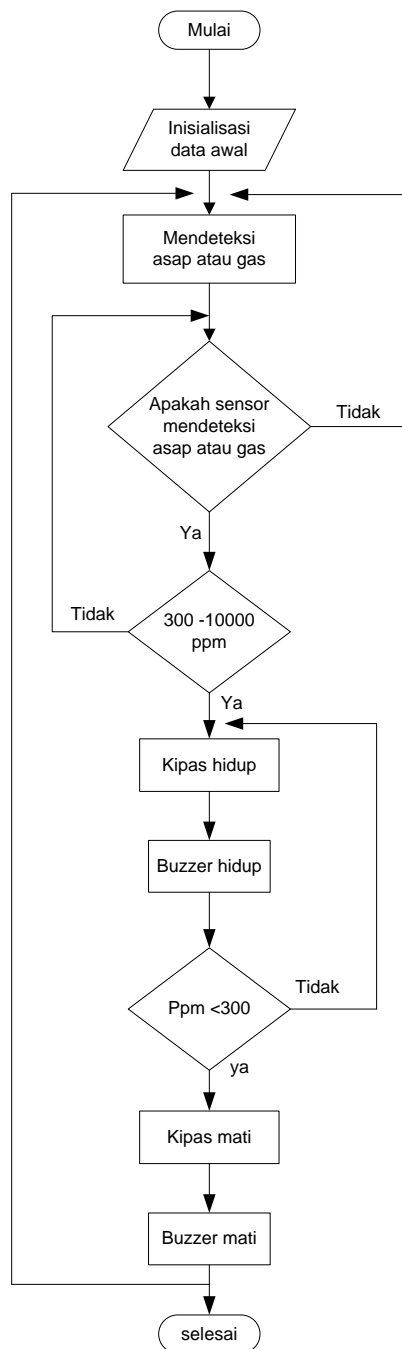 Mulai
Inisialisasi
data awal
Mendeteksi
asap atau gas
Apakah sensor
mendeteksi
asap atau gas
Tidak
Ya
Tidak
300 -10000
ppm
Ya
Kipas hidup
Buzzer hidup
Ppm <300
Tidak
ya
Kipas mati
Buzzer mati
selesai